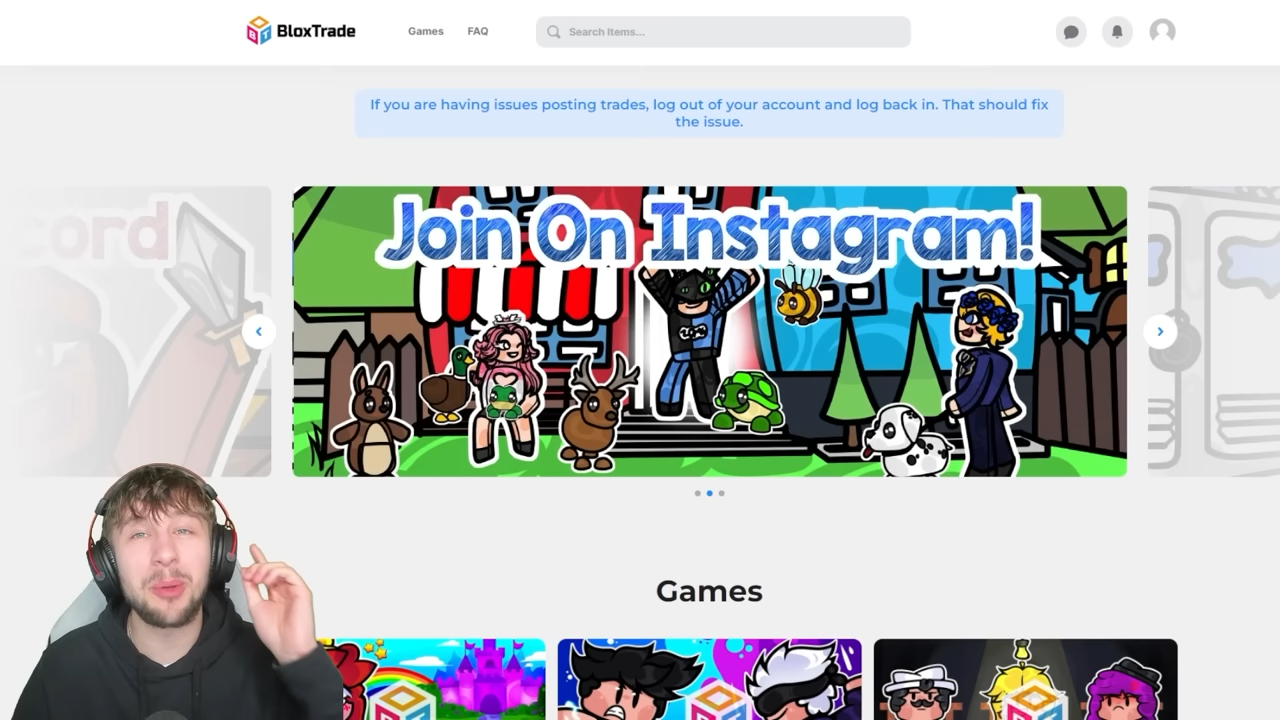 BloxTrade
Games
FAQ
Search Items...
If you are having issues posting trades, log out of your account and log back in. That should fix
the issue.
cord
Join On Instagram!
Games